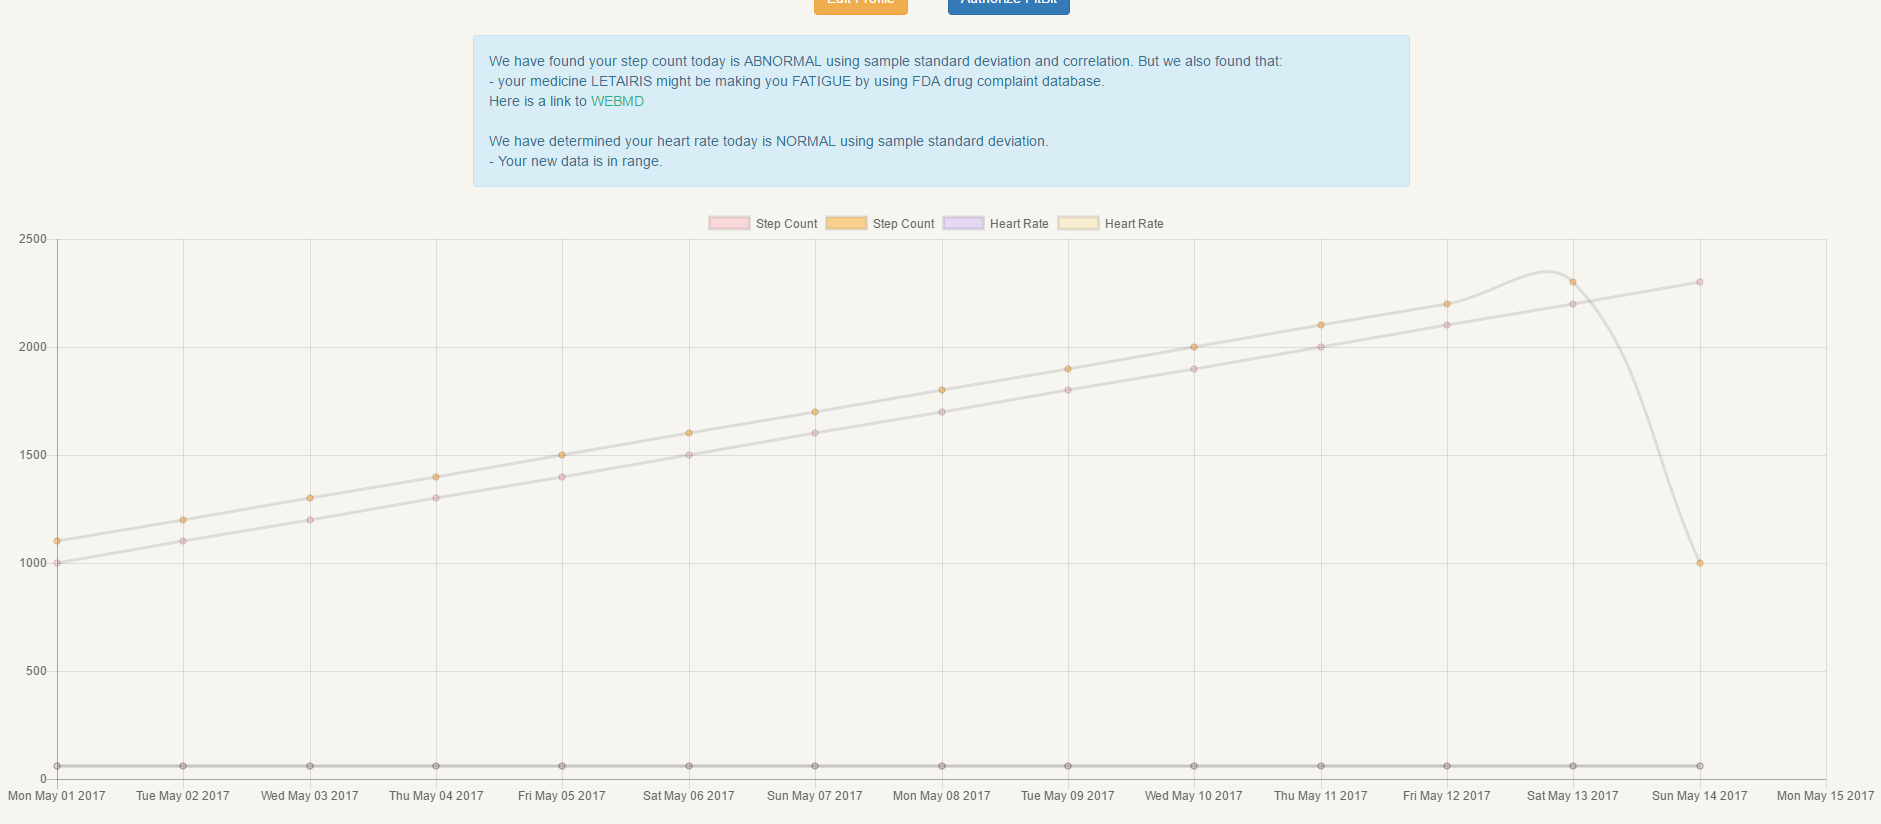 Edit Profile Authorize FitBit
We have found your step count today is ABNORMAL using sample standard deviation and correlation. But we also found that:
- your medicine LETAIRIS might be making you FATIGUE by using FDA drug complaint database.
Here is a link to WEBMD
We have determined your heart rate today is NORMAL using sample standard deviation.
- Your new data is in range.
Step Count Step Count Heart Rate Heart Rate
2500
2000
1500
1000
500
0
Mon May 01 2017 Tue May 02 2017 Wed May 03 2017 Thu May 04 2017 Fri May 05 2017 Sat May 06 2017 Sun May 07 2017 Mon May 08 2017 Tue May 09 2017 Wed May 10 2017 Thu May 11 2017 Fri May 12 2017 Sat May 13 2017 Sun May 14 2017 Mon May 15 2017